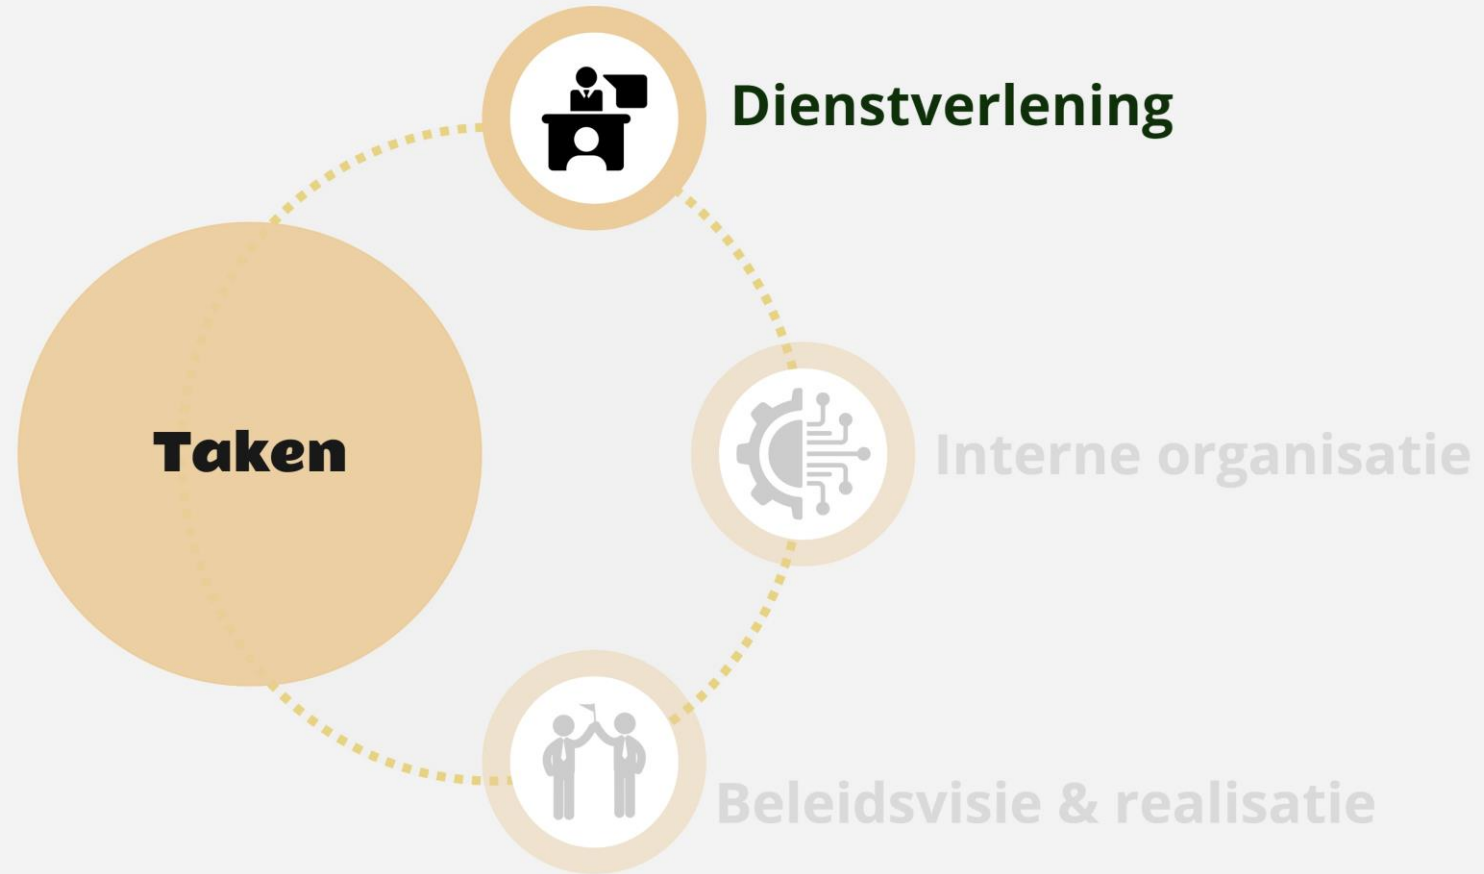 Dienstverlening
Taken
Interne organisatie
Beleidsvisie & realisatie